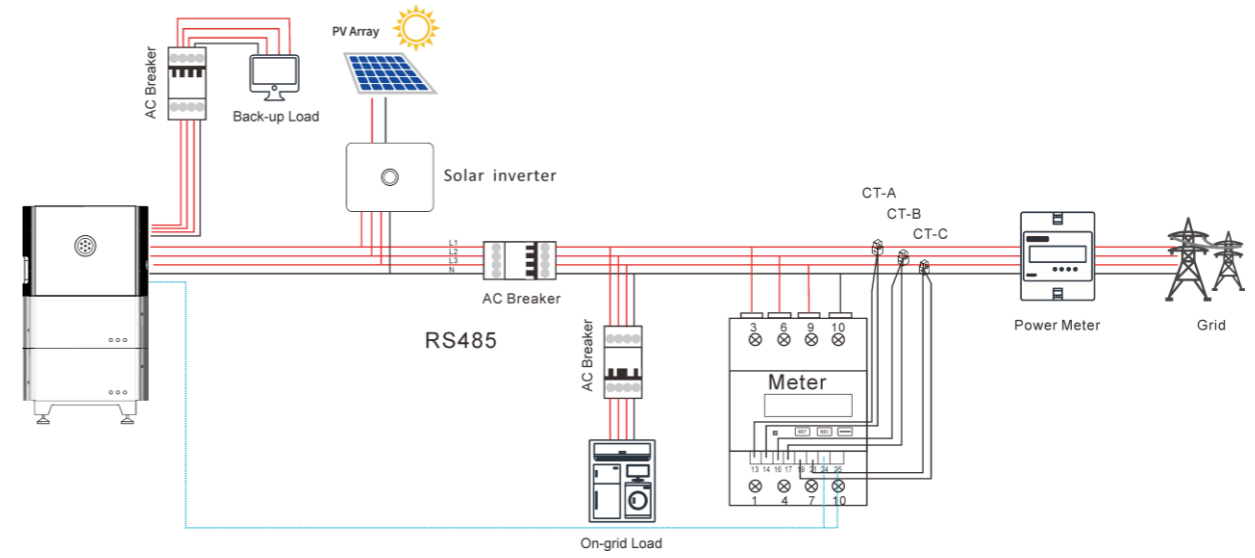 PV Array
AC Breaker
Back-up Load
Solar inverter
CT-A
CT-B
CT-C
L1
L2
L3
N
AC Breaker
Power Meter
Grid
RS485
AC Breaker
3 6 9 10
Meter
SET
13 14 16 17 19 21 24 25
1 4 7 10
On-grid Load